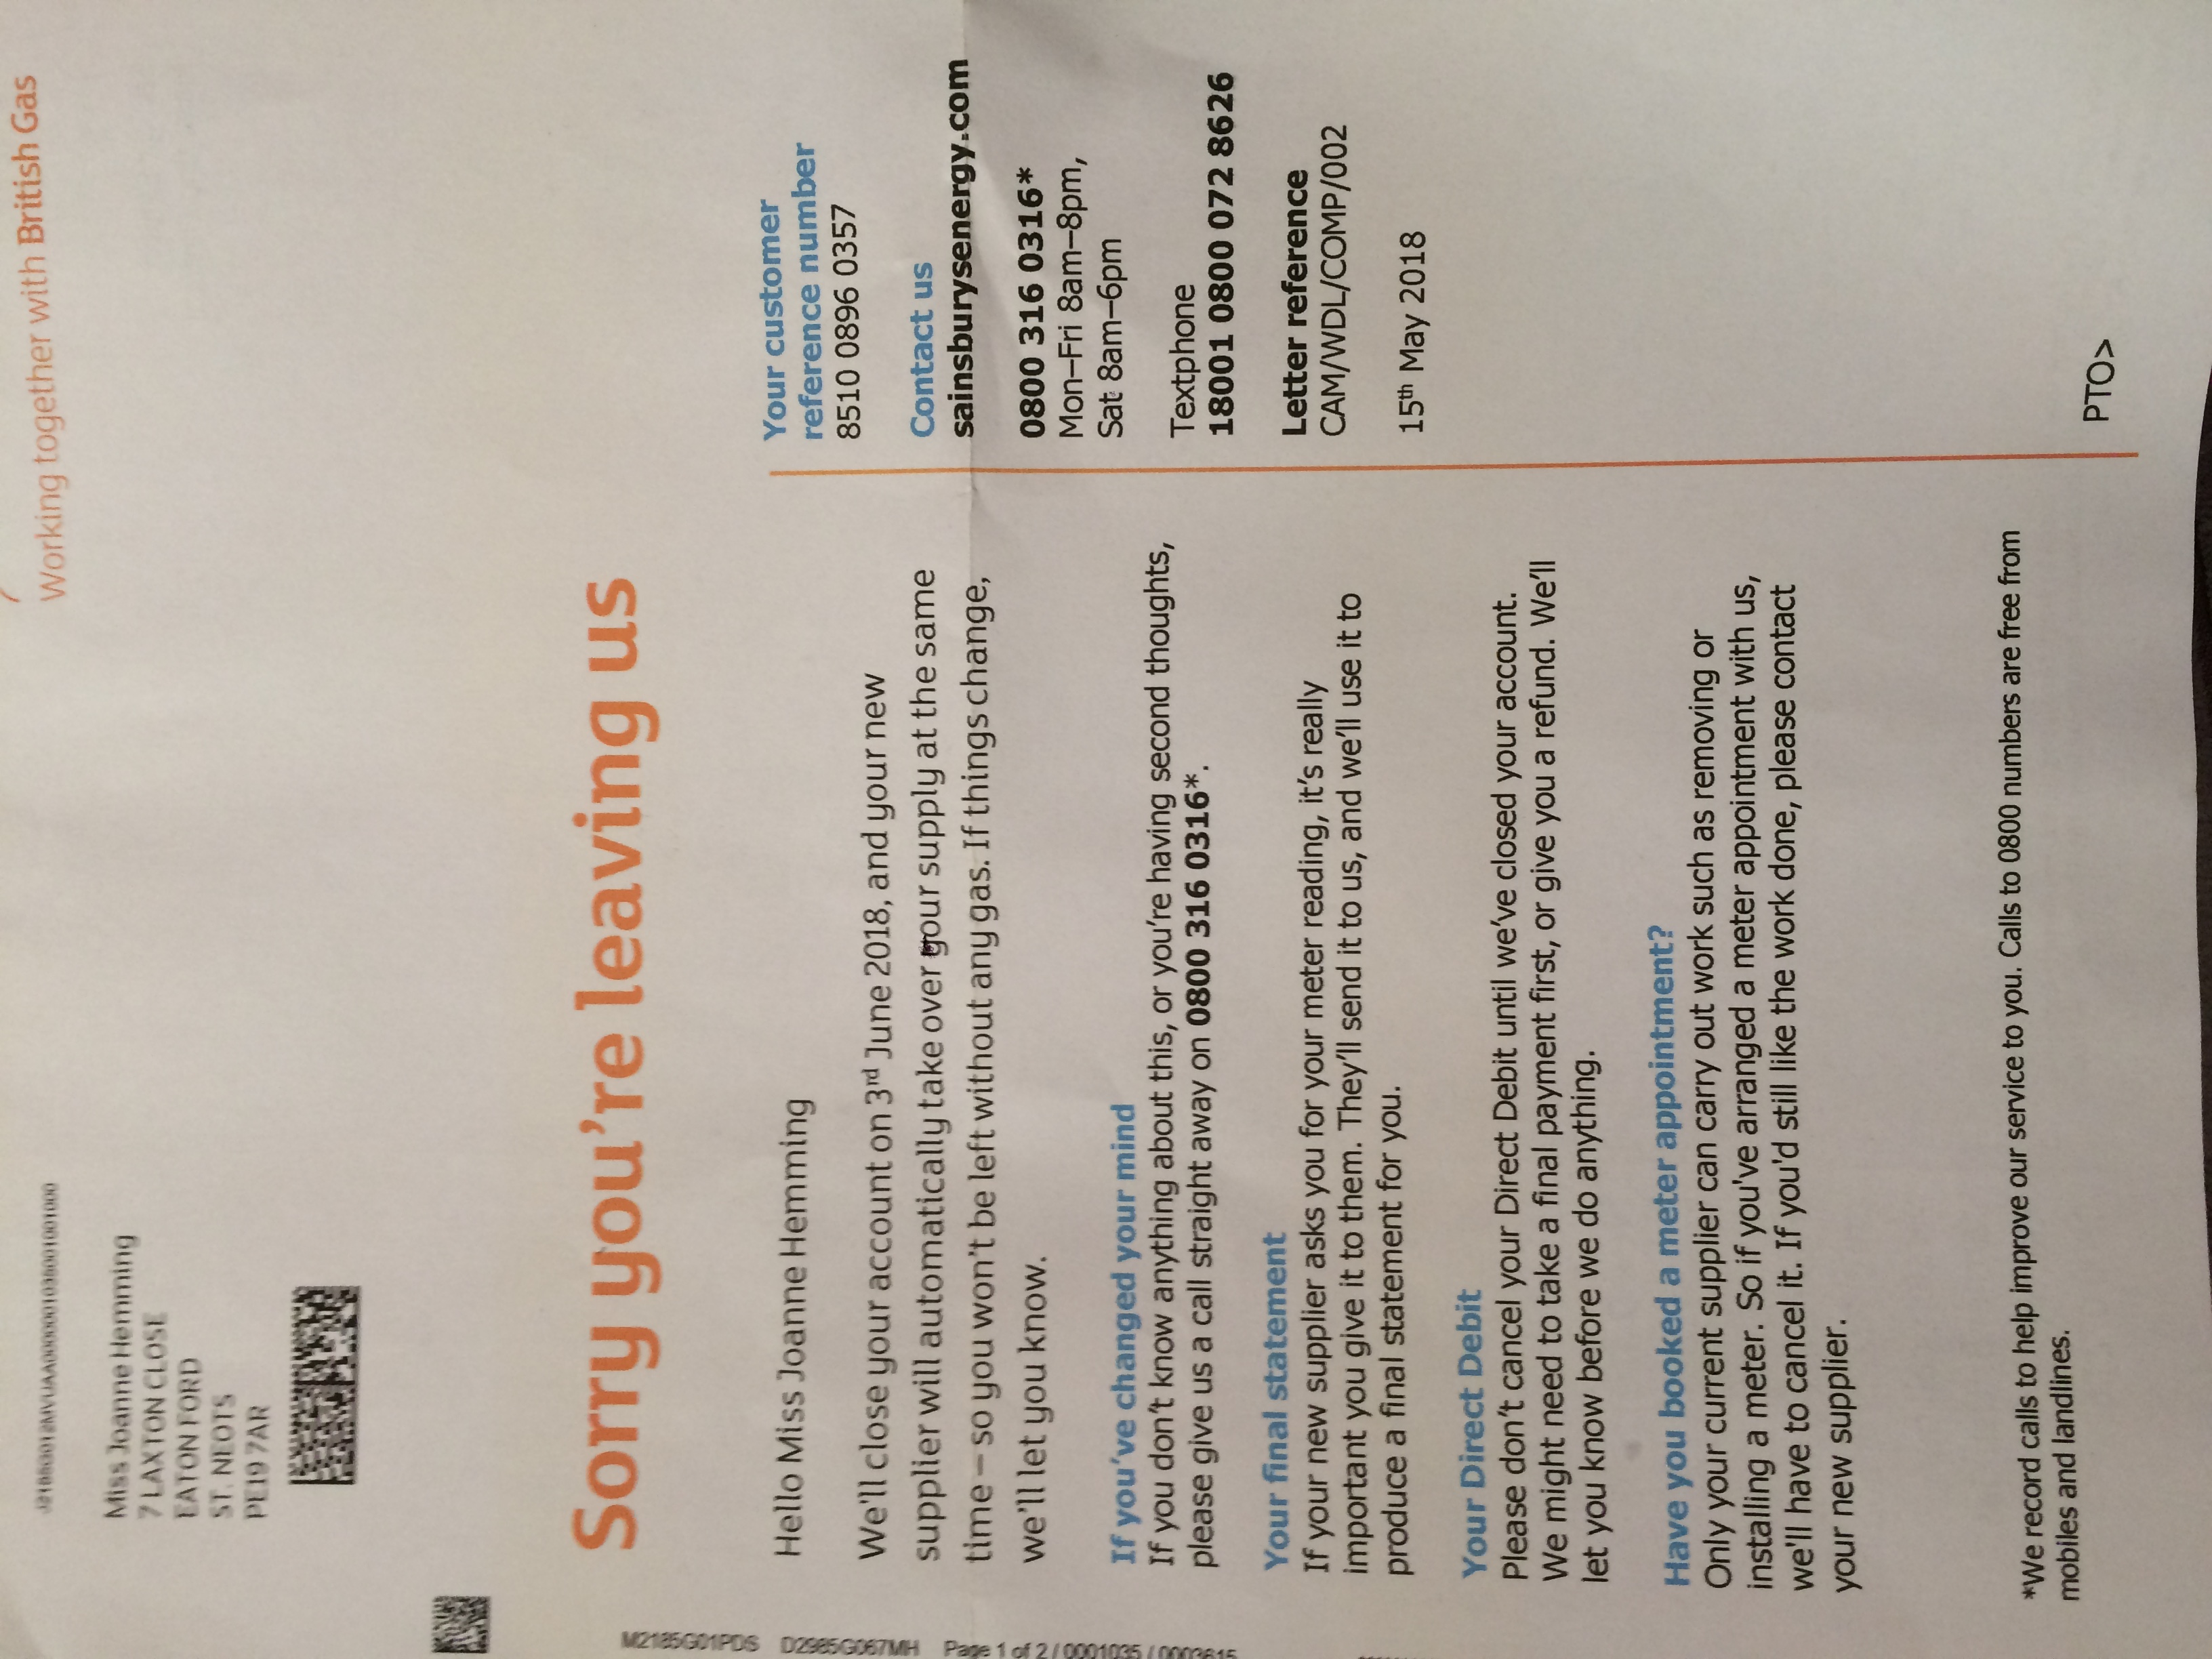 Working together with British Gas
Miss Joanne Hemming
7 LAXTON CLOSE
EATON FORD
ST. NEOTS
PE19 7AR
Sorry you're leaving us
Hello Miss Joanne Hemming
We'll close your account on 3rd June 2018, and your new
supplier will automatically take over your supply at the same
time – so you won't be left without any gas. If things change,
we'll let you know.
If you've changed your mind
If you don't know anything about this, or you're having second thoughts,
please give us a call straight away on 0800 316 0316*.
Your final statement
If your new supplier asks you for your meter reading, it's really
important you give it to them. They'll send it to us, and we'll use it to
produce a final statement for you.
Your Direct Debit
Please don't cancel your Direct Debit until we've closed your account.
We might need to take a final payment first, or give you a refund. We'll
let you know before we do anything.
Have you booked a meter appointment?
Only your current supplier can carry out work such as removing or
installing a meter. So if you've arranged a meter appointment with us,
we'll have to cancel it. If you'd still like the work done, please contact
your new supplier.
*We record calls to help improve our service to you. Calls to 0800 numbers are free from
mobiles and landlines.
Your customer
reference number
8510 0896 0357
Contact us
sainsburysenergy.com
0800 316 0316*
Mon–Fri 8am–8pm,
Sat 8am–6pm
Textphone
18001 0800 072 8626
Letter reference
CAM/WDL/COMP/002
15th May 2018
PTO>
Page 1 of 2